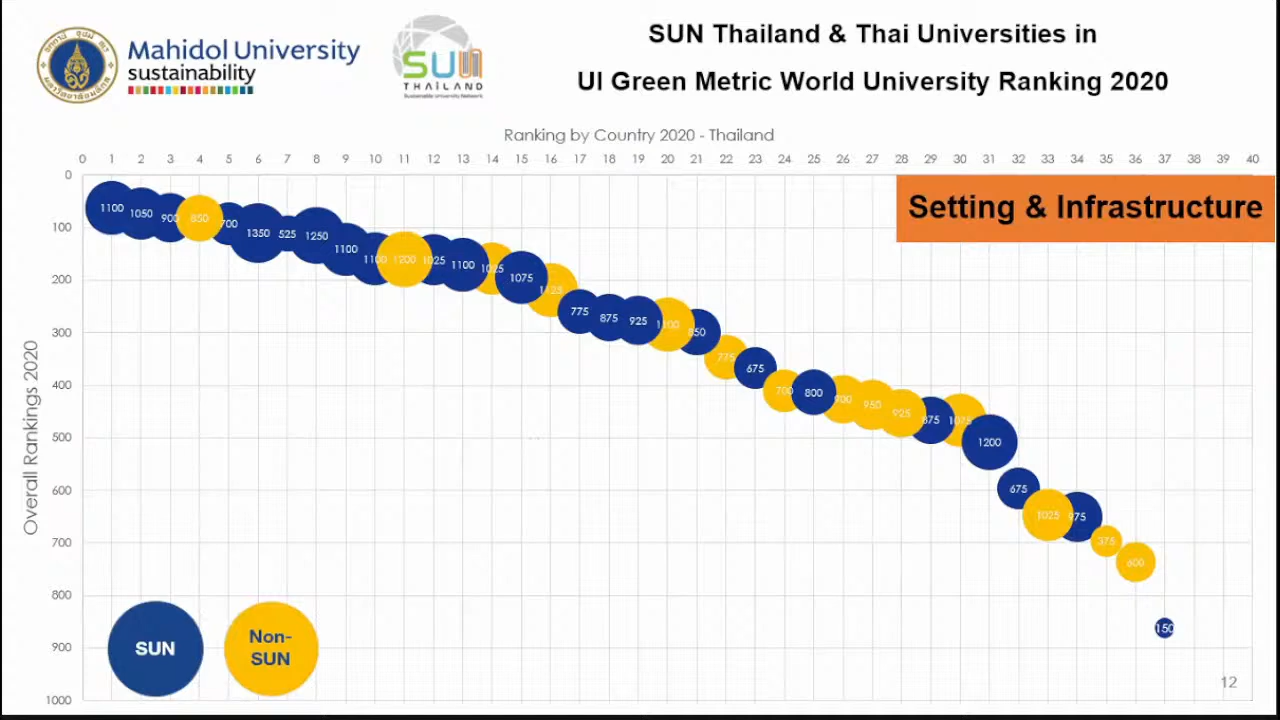 Mahidol University
sustainability
SUN
THAILAND
Sustainable University Network
SUN Thailand & Thai Universities in
UI Green Metric World University Ranking 2020
Ranking by Country 2020 - Thailand
0 1 2 3 4 5 6 7 8 9 10 11 12 13 14 15 16 17 18 19 20 21 22 23 24 25 26 27 28 29 30 31 32 33 34 35 36 37 38 39 40
Setting & Infrastructure
Overall Rankings 2020
0
100
200
300
400
500
600
700
800
900
1000
1100 1050 900 850 700 1350 525 1250 1100 1100 1200 1025 1100 1025 1075 1125 775 875 925 1100 850 775 675 700 800 900 950 925 875 1075 1200 675 1025 975 375 600 150
SUN
Non-
SUN
12